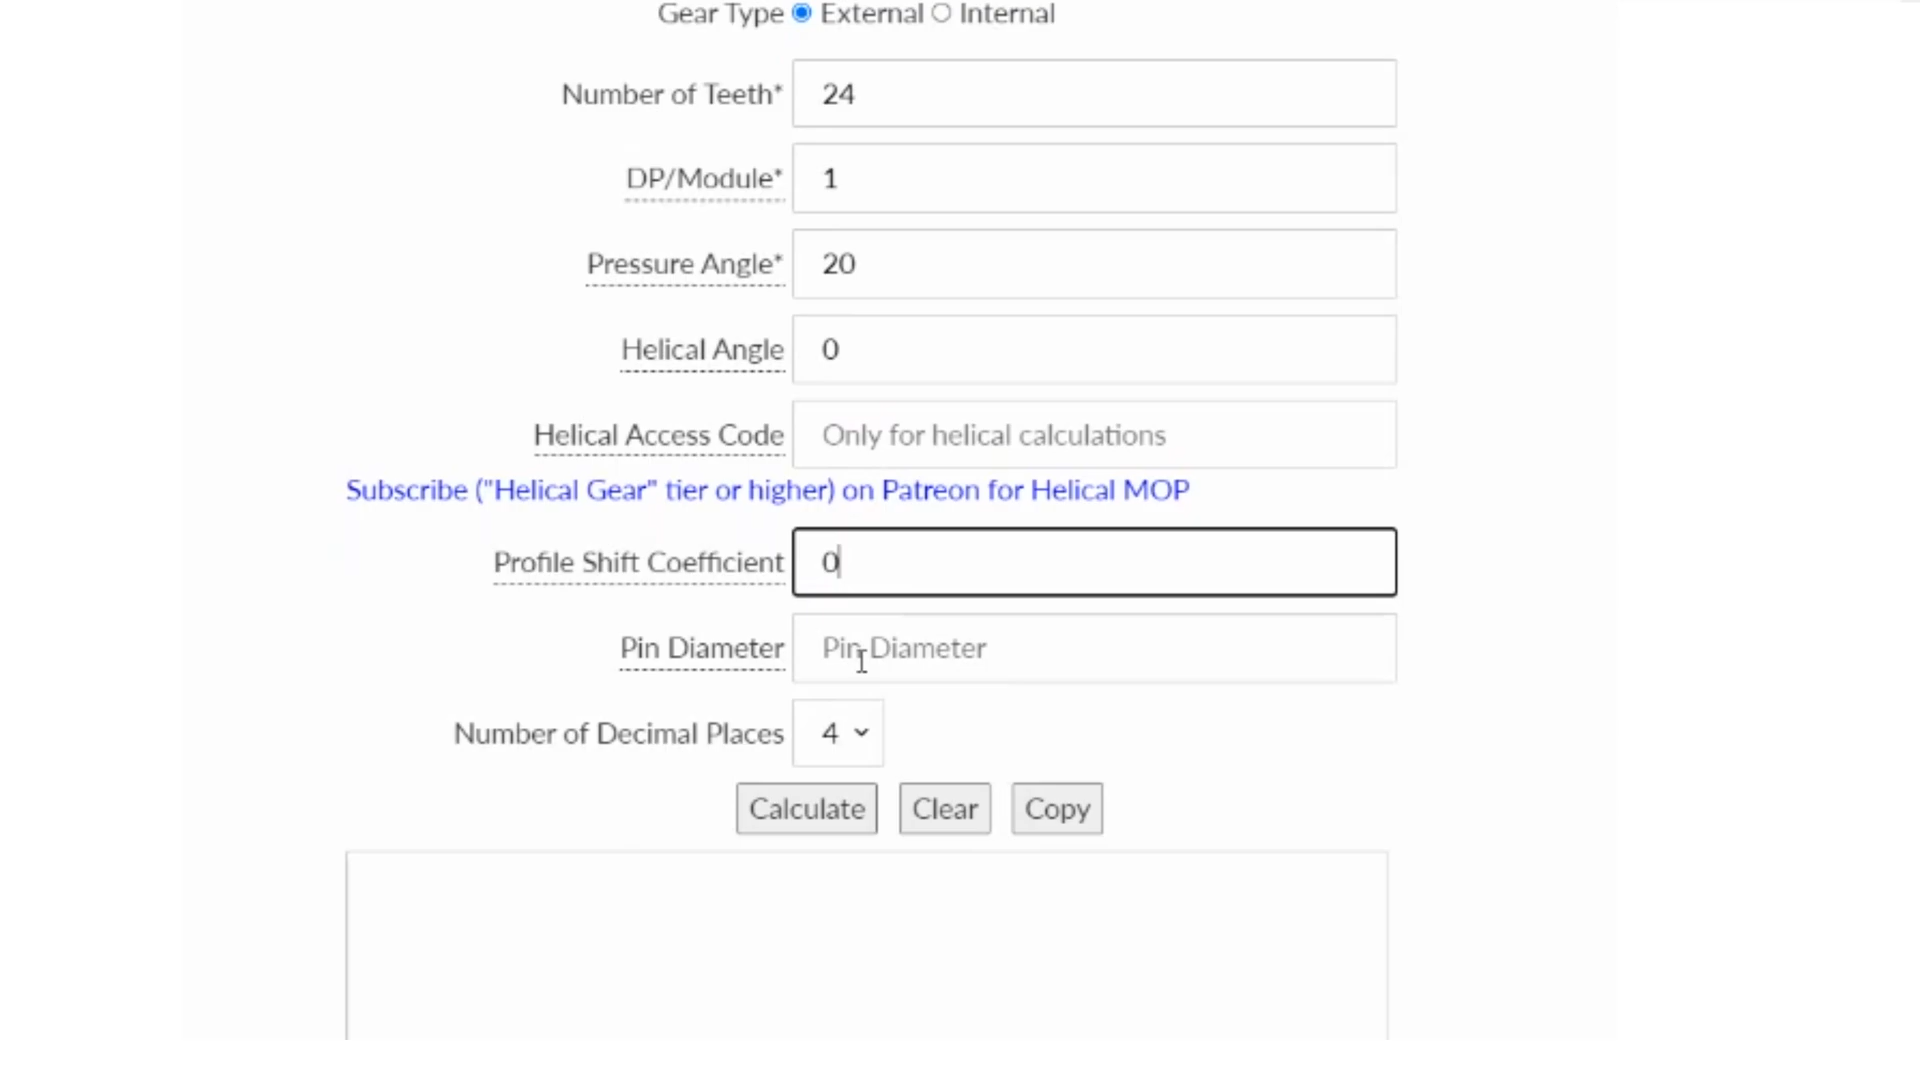 Gear Type External Internal
Number of Teeth* 24
DP/Module* 1
Pressure Angle* 20
Helical Angle 0
Helical Access Code Only for helical calculations
Subscribe ("Helical Gear" tier or higher) on Patreon for Helical MOP
Profile Shift Coefficient 0
Pin Diameter Pin Diameter
Number of Decimal Places 4
Calculate Clear Copy